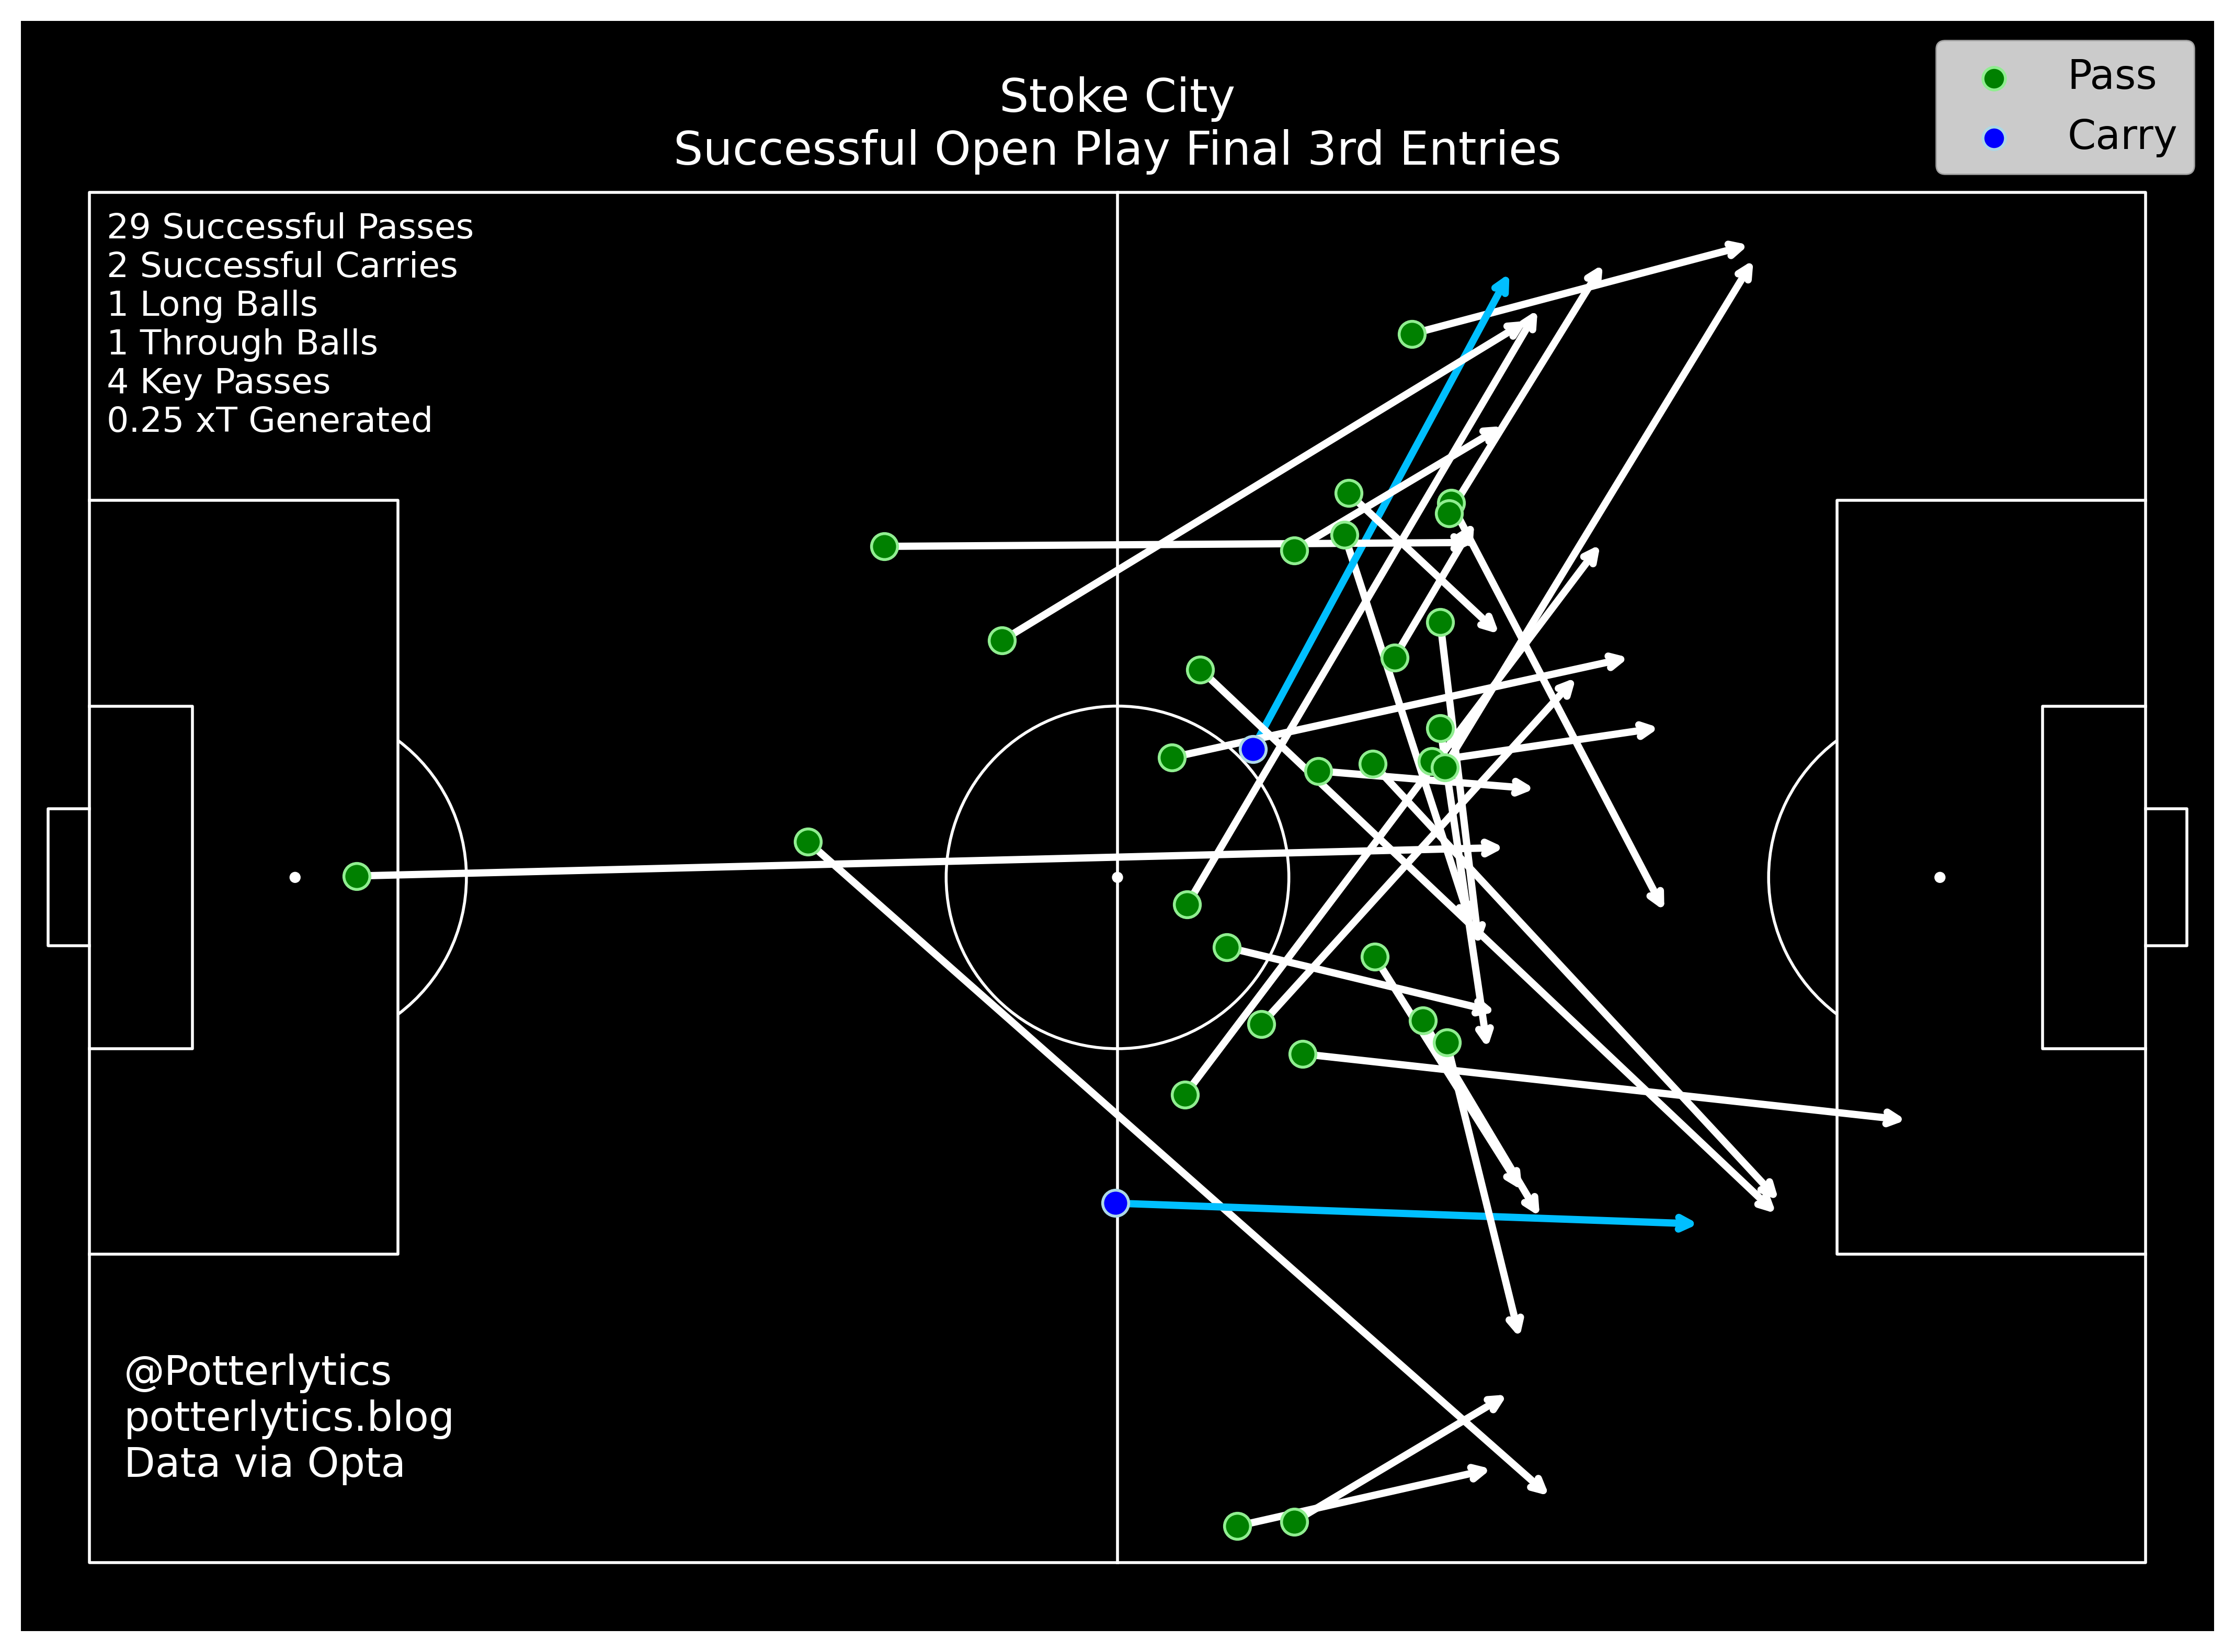 Stoke City
Successful Open Play Final 3rd Entries
Pass
Carry
29 Successful Passes
2 Successful Carries
1 Long Balls
1 Through Balls
4 Key Passes
0.25 xT Generated
@Potterlytics
potterlytics.blog
Data via Opta